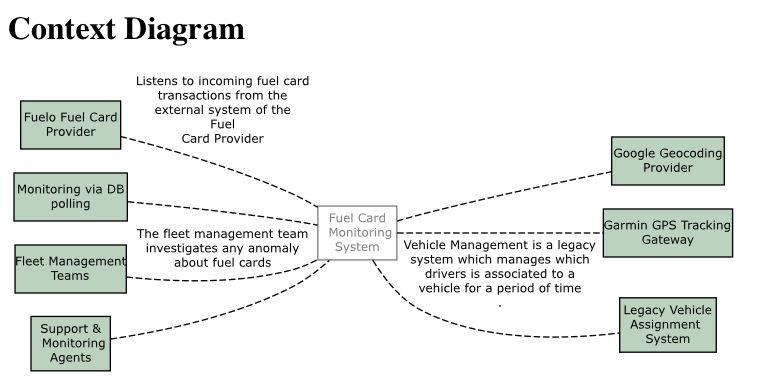 Context Diagram
Listens to incoming fuel card
transactions from the
external system of the
Fuel
Card Provider
Fuelo Fuel Card
Provider
Google Geocoding
Provider
Monitoring via DB
polling
Fuel Card
Monitoring
System
Garmin GPS Tracking
Gateway
The fleet management team
investigates any anomaly
about fuel cards
Vehicle Management is a legacy
system which manages which
drivers is associated to a
vehicle for a period of time
.
Fleet Management
Teams
Legacy Vehicle
Assignment
System
Support &
Monitoring
Agents